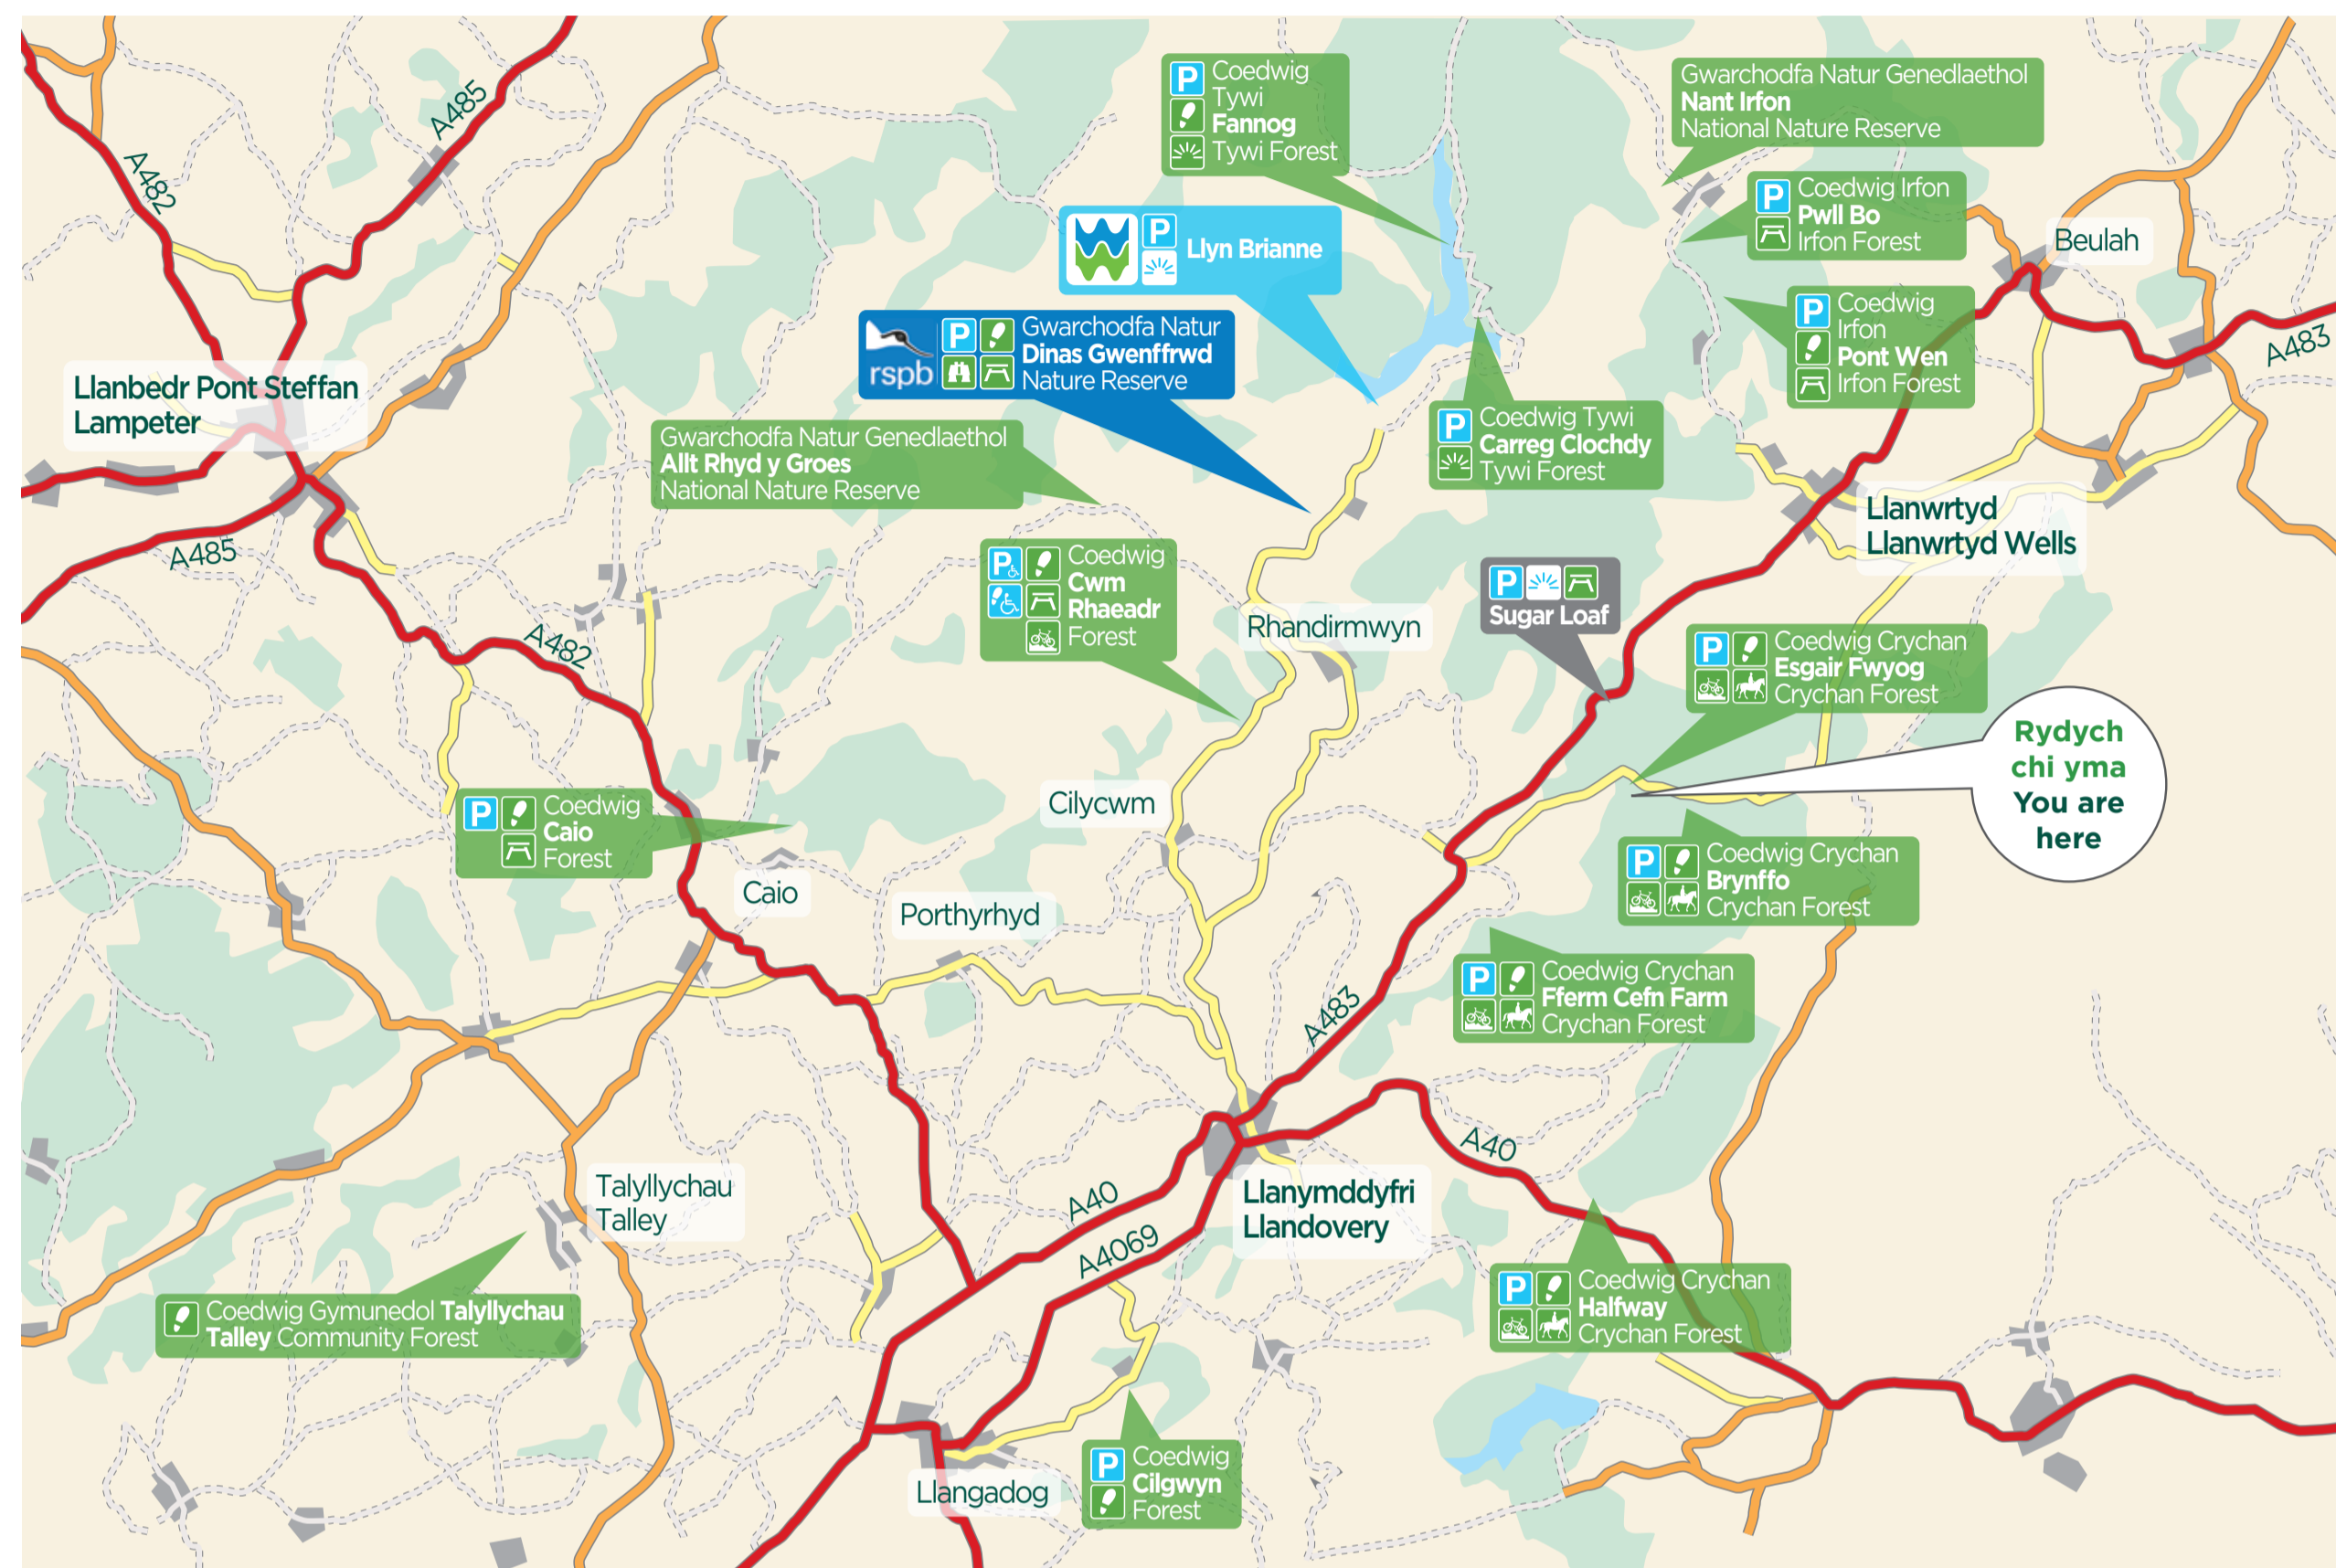 A485
A482
Coedwig
Tywi
Fannog
Tywi Forest
P
Gwarchodfa Natur Genedlaethol
Nant Irfon
National Nature Reserve
P
Coedwig Irfon
Pwll Bo
Irfon Forest
Beulah
P
Llyn Brianne
P
Coedwig
Irfon
Pont Wen
Irfon Forest
A483
rspb
P
Gwarchodfa Natur
Dinas Gwenffrwd
Nature Reserve
Llanbedr Pont Steffan
Lampeter
P
Coedwig Tywi
Carreg Clochdy
Tywi Forest
Gwarchodfa Natur Genedlaethol
Allt Rhyd y Groes
National Nature Reserve
Llanwrtyd
Llanwrtyd Wells
A485
P
Coedwig
Cwm
Rhaeadr
Forest
P
Sugar Loaf
Rhandirmwyn
A482
P
Coedwig Crychan
Esgair Fwyog
Crychan Forest
Rydych
chi yma
You are
here
P
Coedwig
Caio
Forest
Cilycwm
P
Coedwig Crychan
Brynffo
Crychan Forest
Caio
Porthyrhyd
P
Coedwig Crychan
Fferm Cefn Farm
Crychan Forest
A483
A40
Talyllychau
Talley
A40
A4069
Llanymddyfri
Llandovery
Coedwig Gymunedol Talyllychau
Talley Community Forest
P
Coedwig Crychan
Halfway
Crychan Forest
Llangadog
P
Coedwig
Cilgwyn
Forest